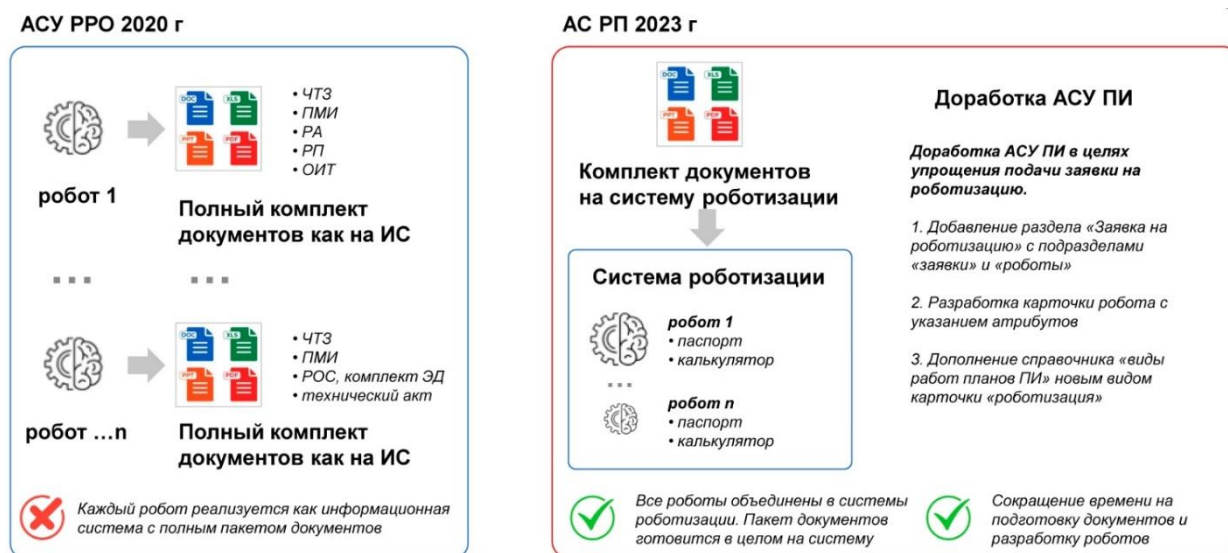 АСУ РРО 2020 г
DOC
XLS
PPT
PDF
• ЧТЗ
• ПМИ
• РА
• РП
• ОИТ
робот 1
Полный комплект
документов как на ИС
...
...
DOC
XLS
PPT
PDF
• ЧТЗ
• ПМИ
• РОС, комплект ЭД
• технический акт
робот ...n
Полный комплект
документов как на ИС
Каждый робот реализуется как информационная
система с полным пакетом документов
АС РП 2023 г
DOC
XLS
PPT
PDF
Комплект документов
на систему роботизации
Система роботизации
робот 1
• паспорт
• калькулятор
...
робот n
• паспорт
• калькулятор
Доработка АСУ ПИ
Доработка АСУ ПИ в целях
упрощения подачи заявки на
роботизацию.
1. Добавление раздела «Заявка на
роботизацию» с подразделами
«заявки» и «роботы»
2. Разработка карточки робота с
указанием атрибутов
3. Дополнение справочника «виды
работ планов ПИ» новым видом
карточки «роботизация»
Все роботы объединены в системы
роботизации. Пакет документов
готовится в целом на систему
Сокращение времени на
подготовку документов и
разработку роботов